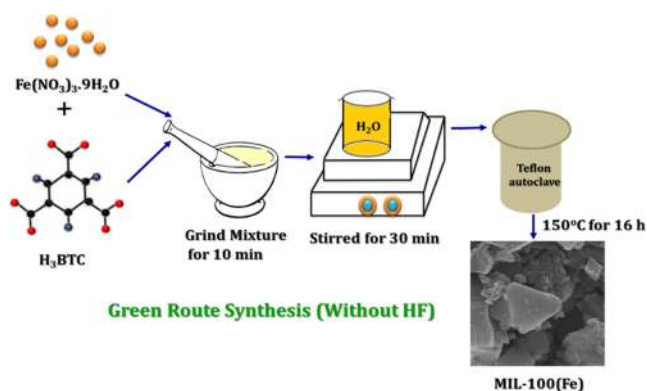 Fe(NO₃)₃.9H₂O
+
H₃BTC
Grind Mixture
for 10 min
H₂O
Stirred for 30 min
Teflon
autoclave
150⁰C for 16 h
Green Route Synthesis (Without HF)
MIL-100(Fe)